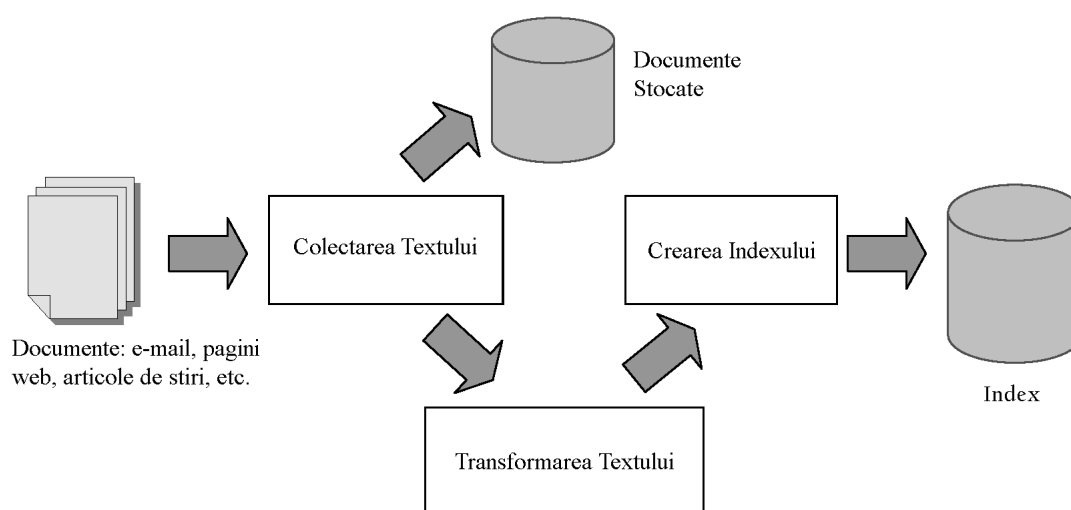 Documente
Stocate
Colectarea Textului
Crearea Indexului
Documente: e-mail, pagini
web, articole de stiri, etc.
Index
Transformarea Textului